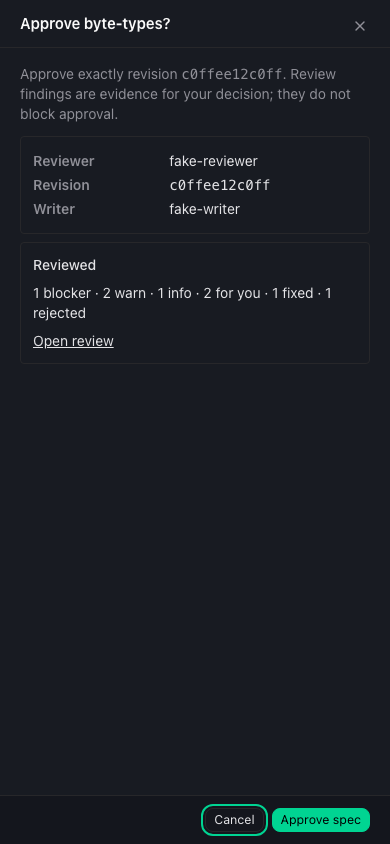 Approve byte-types?
Approve exactly revision c0ffee12c0ff. Review
findings are evidence for your decision; they do not
block approval.
Reviewer fake-reviewer
Revision c0ffee12c0ff
Writer fake-writer
Reviewed
1 blocker · 2 warn · 1 info · 2 for you · 1 fixed · 1
rejected
Open review
Cancel Approve spec